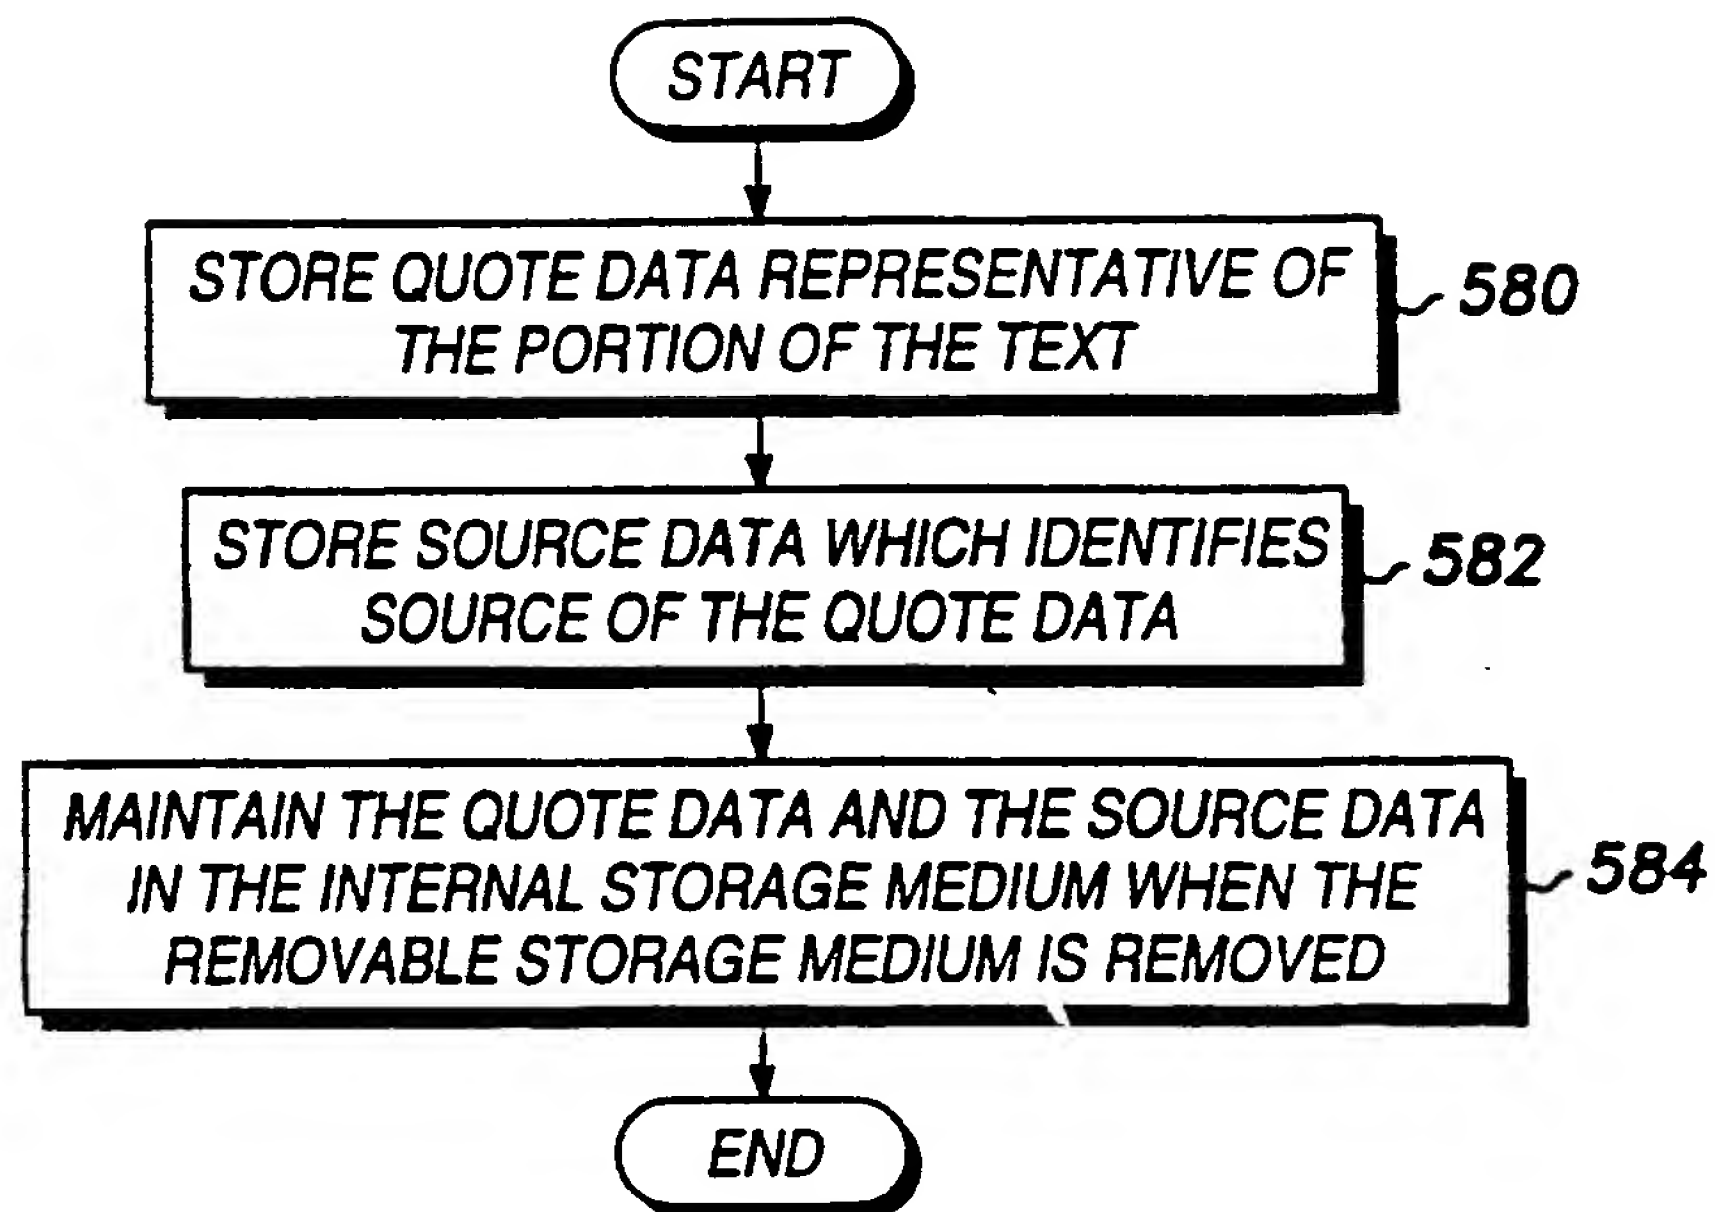 START
STORE QUOTE DATA REPRESENTATIVE OF
THE PORTION OF THE TEXT
580
STORE SOURCE DATA WHICH IDENTIFIES
SOURCE OF THE QUOTE DATA
582
MAINTAIN THE QUOTE DATA AND THE SOURCE DATA
IN THE INTERNAL STORAGE MEDIUM WHEN THE
REMOVABLE STORAGE MEDIUM IS REMOVED
584
END